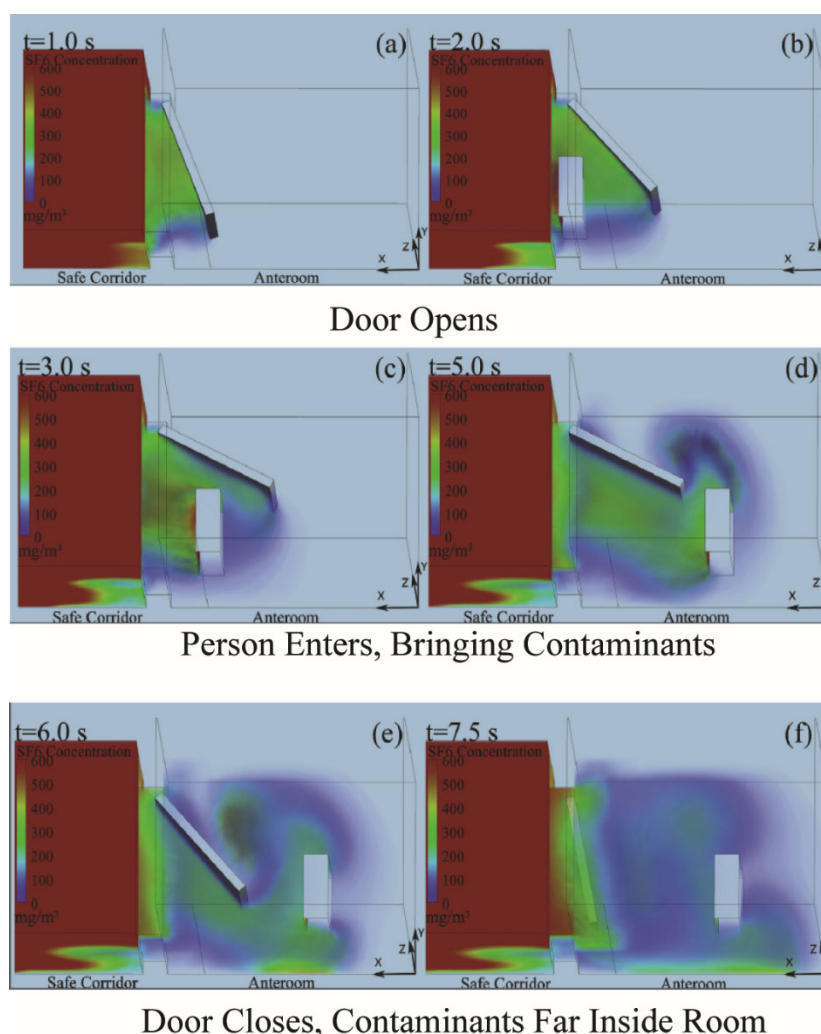 t=1.0 s
(a)
SF6 Concentration
600
500
400
300
200
100
0
mg/m³
Y
Z
X
Safe Corridor
Anteroom
t=2.0 s
(b)
SF6 Concentration
600
500
400
300
200
100
0
mg/m³
Y
Z
X
Safe Corridor
Anteroom
Door Opens
t=3.0 s
(c)
SF6 Concentration
600
500
400
300
200
100
0
mg/m³
Y
Z
X
Safe Corridor
Anteroom
t=5.0 s
(d)
SF6 Concentration
600
500
400
300
200
100
0
mg/m³
Y
Z
X
Safe Corridor
Anteroom
Person Enters, Bringing Contaminants
t=6.0 s
(e)
SF6 Concentration
600
500
400
300
200
100
0
mg/m³
Y
Z
X
Safe Corridor
Anteroom
t=7.5 s
(f)
SF6 Concentration
600
500
400
300
200
100
0
mg/m³
Z
X
Safe Corridor
Anteroom
Door Closes, Contaminants Far Inside Room